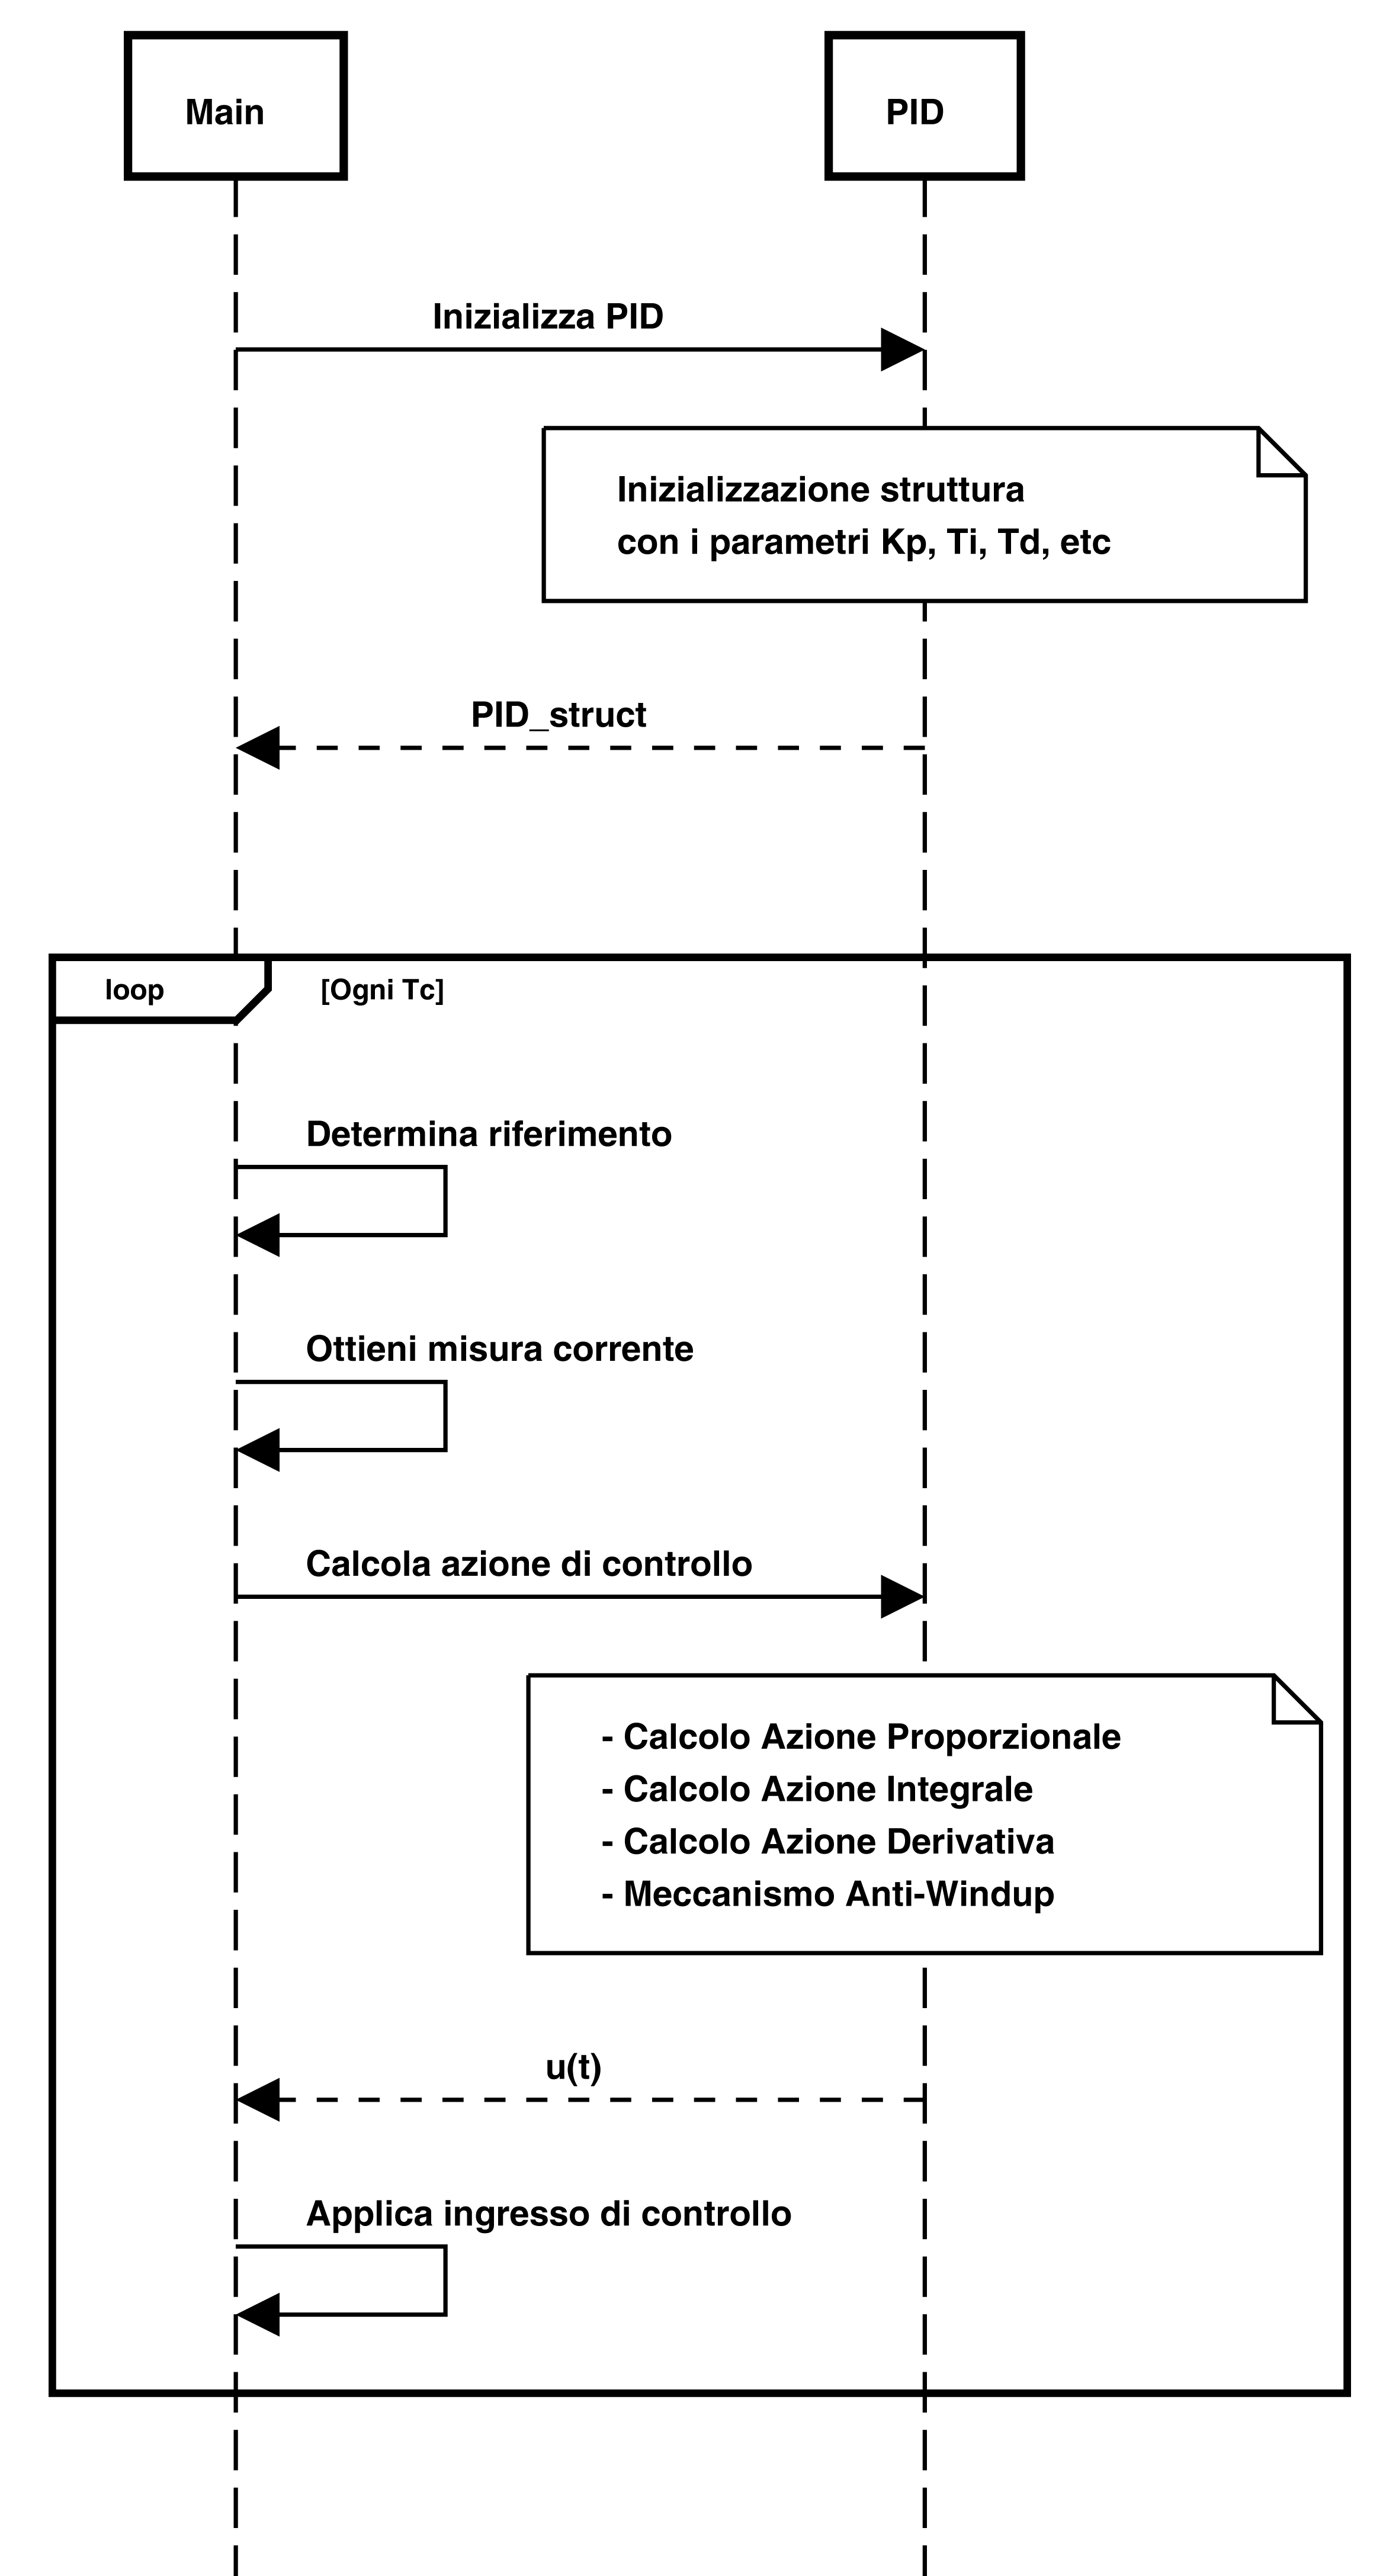 Main
PID
Inizializza PID
Inizializzazione struttura
con i parametri Kp, Ti, Td, etc
PID_struct
loop
[Ogni Tc]
Determina riferimento
Ottieni misura corrente
Calcola azione di controllo
- Calcolo Azione Proporzionale
- Calcolo Azione Integrale
- Calcolo Azione Derivativa
- Meccanismo Anti-Windup
u(t)
Applica ingresso di controllo